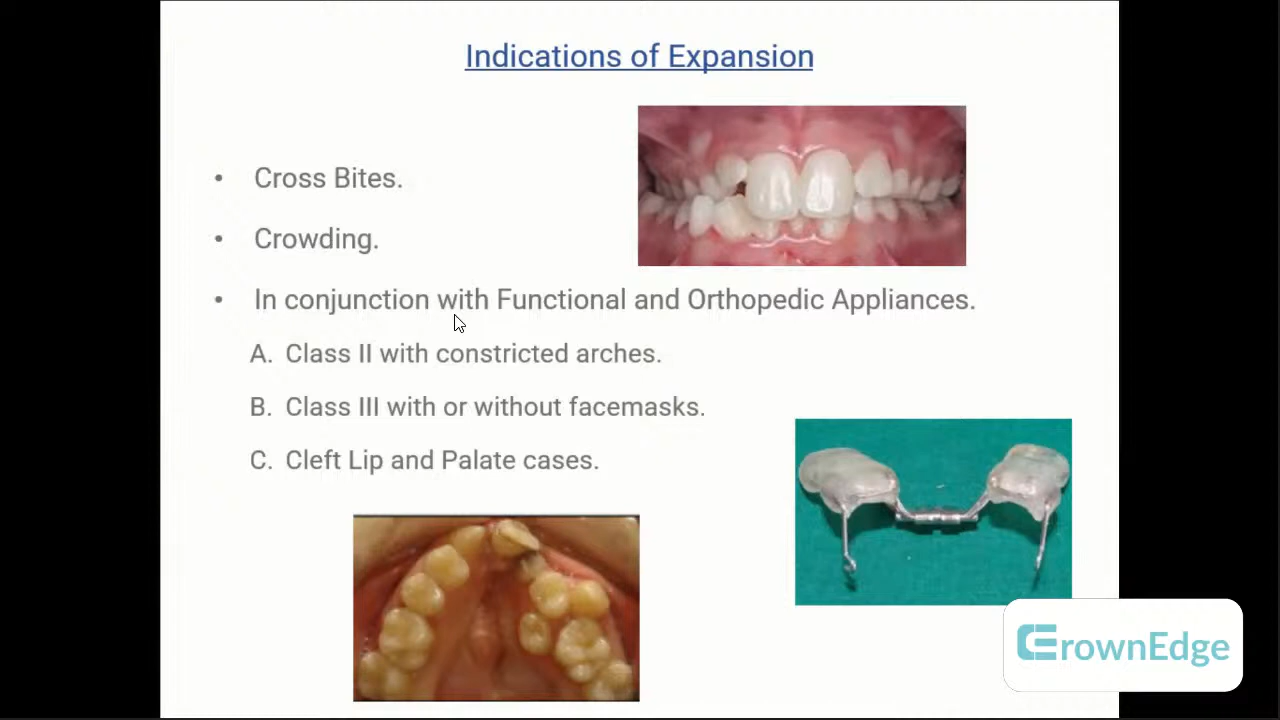 Indications of Expansion
• Cross Bites.
• Crowding.
• In conjunction with Functional and Orthopedic Appliances.
A. Class II with constricted arches.
B. Class III with or without facemasks.
C. Cleft Lip and Palate cases.
CrownEdge